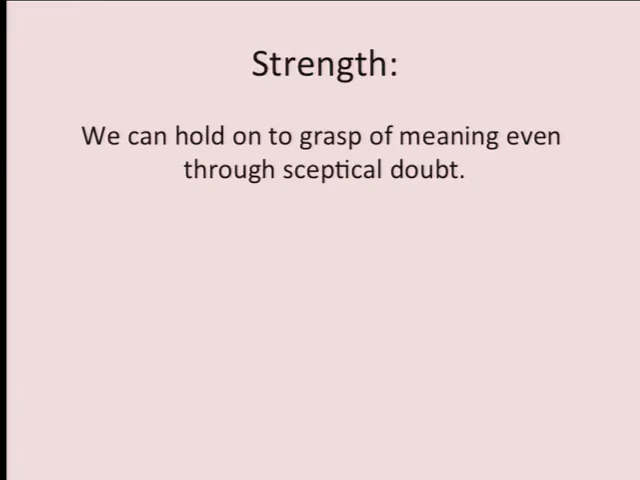 Strength:
We can hold on to grasp of meaning even
through sceptical doubt.